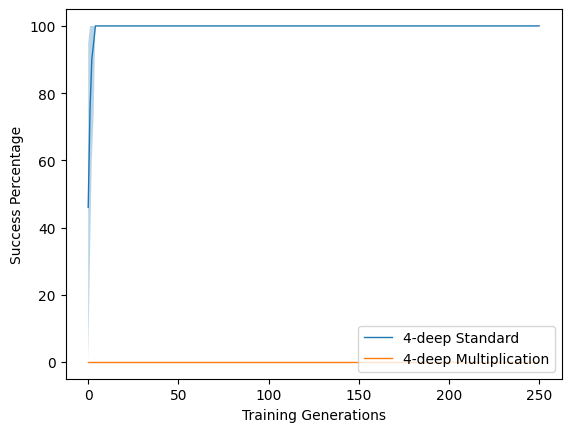 100
80
60
40
20
0
Success Percentage
4-deep Standard
4-deep Multiplication
0 50 100 150 200 250
Training Generations